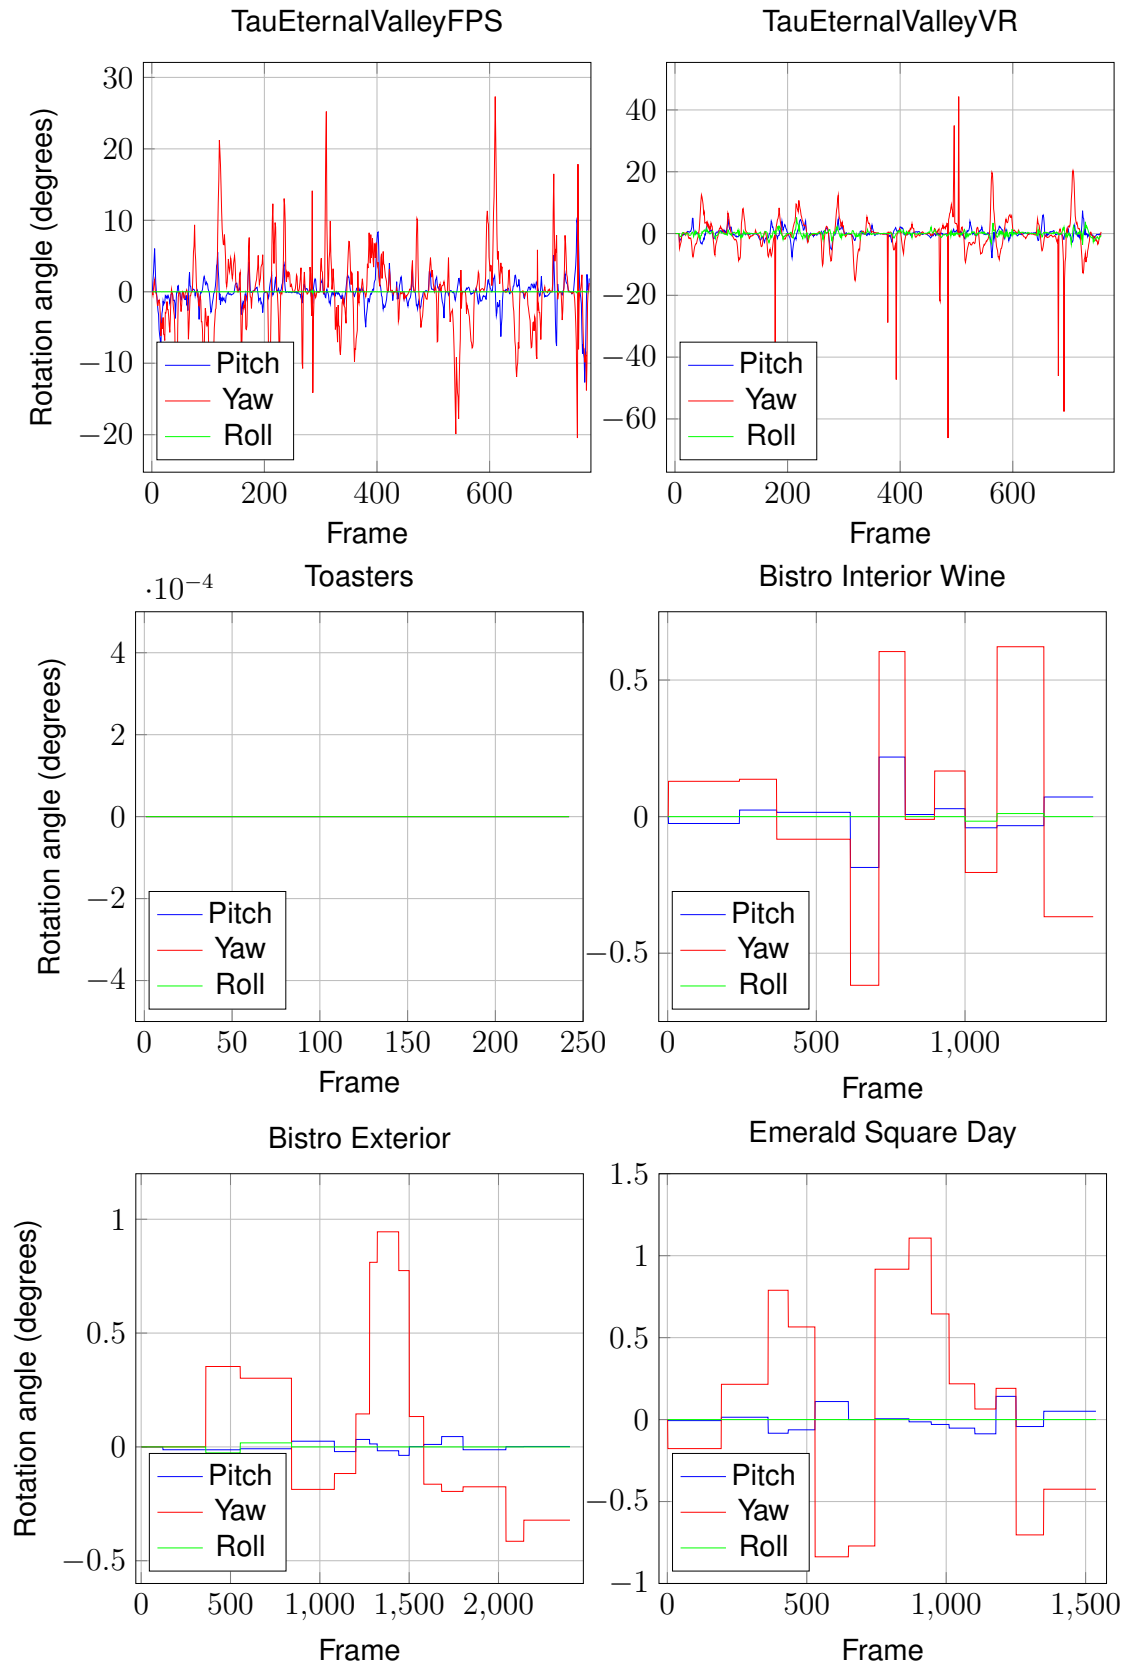 TauEternalValleyFPS
TauEternalValleyVR
Rotation angle (degrees)
30
20
10
0
−10
−20
Pitch
Yaw
Roll
0 200 400 600
Frame
40
20
0
−20
−40
−60
Pitch
Yaw
Roll
0 200 400 600
Frame
Toasters
Bistro Interior Wine
·10−4
Rotation angle (degrees)
4
2
0
−2
−4
Pitch
Yaw
Roll
0 50 100 150 200 250
Frame
0.5
0
−0.5
Pitch
Yaw
Roll
0 500 1,000
Frame
Bistro Exterior
Emerald Square Day
Rotation angle (degrees)
1
0.5
0
−0.5
Pitch
Yaw
Roll
0 500 1,000 1,500 2,000
Frame
1.5
1
0.5
0
−0.5
−1
Pitch
Yaw
Roll
0 500 1,000 1,500
Frame